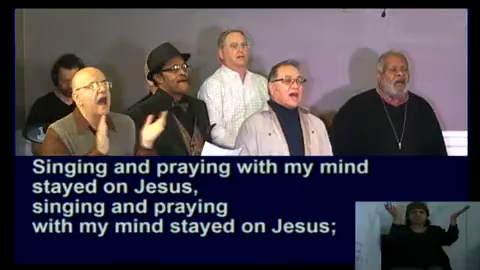 Singing and praying with my mind
stayed on Jesus,
singing and praying
with my mind stayed on Jesus;